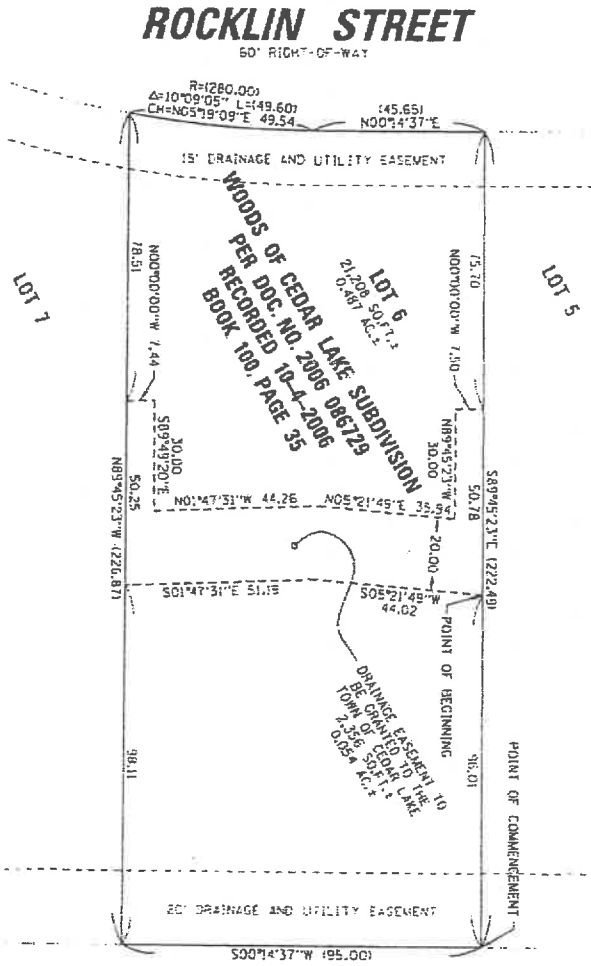 ROCKLIN STREET
60' RIGHT-OF-WAY
R=(280.00)
Δ=10°09'05" L=(49.60)
CH=N05°19'09"E 49.54
(45.65)
N00°14'37"E
15' DRAINAGE AND UTILITY EASEMENT
WOODS OF CEDAR LAKE SUBDIVISION
PER DOC. NO. 2006 086729
RECORDED 10-4-2006
BOOK 100, PAGE 35
LOT 6
21,208 SQ.FT.±
0.487 AC.±
LOT 7
LOT 5
78.51
N00°00'00"W 7.44
S89°49'20"E
30.00
50.25
N89°45'23"W (226.87)
98.11
75.70
N00°00'00"W 7.50
N89°45'23"W
30.00
50.78
S89°45'23"E (222.49)
N01°47'31"W 44.26
N05°21'49"E 39.94
20.00
S01°47'31"E 51.19
S05°21'49"W
44.02
DRAINAGE EASEMENT TO
BE GRANTED TO THE
TOWN OF CEDAR LAKE
2,356 SQ.FT.±
0.054 AC.±
POINT OF BEGINNING
96.01
POINT OF COMMENCEMENT
20' DRAINAGE AND UTILITY EASEMENT
S00°14'37"W (95.00)